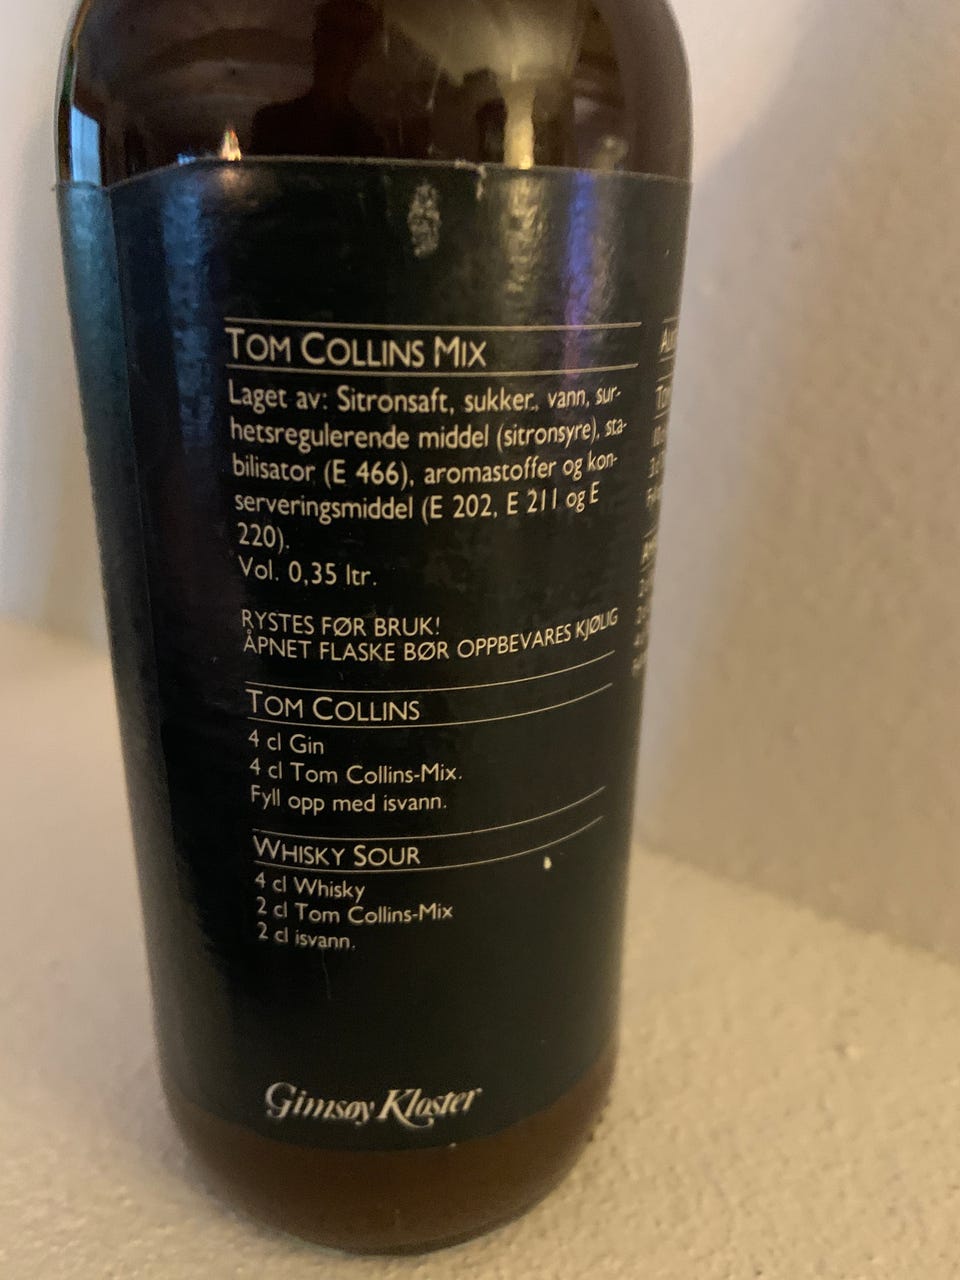 TOM COLLINS MIX
Laget av: Sitronsaft, sukker, vann, sur-
hetsregulerende middel (sitronsyre), sta-
bilisator (E 466), aromastoffer og kon-
serveringsmiddel (E 202, E 211 og E
220).
Vol. 0,35 ltr.
RYSTES FØR BRUK!
ÅPNET FLASKE BØR OPPBEVARES KJØLIG
TOM COLLINS
4 cl Gin
4 cl Tom Collins-Mix.
Fyll opp med isvann.
WHISKY SOUR
4 cl Whisky
2 cl Tom Collins-Mix
2 cl isvann.
Gimsøy Kloster